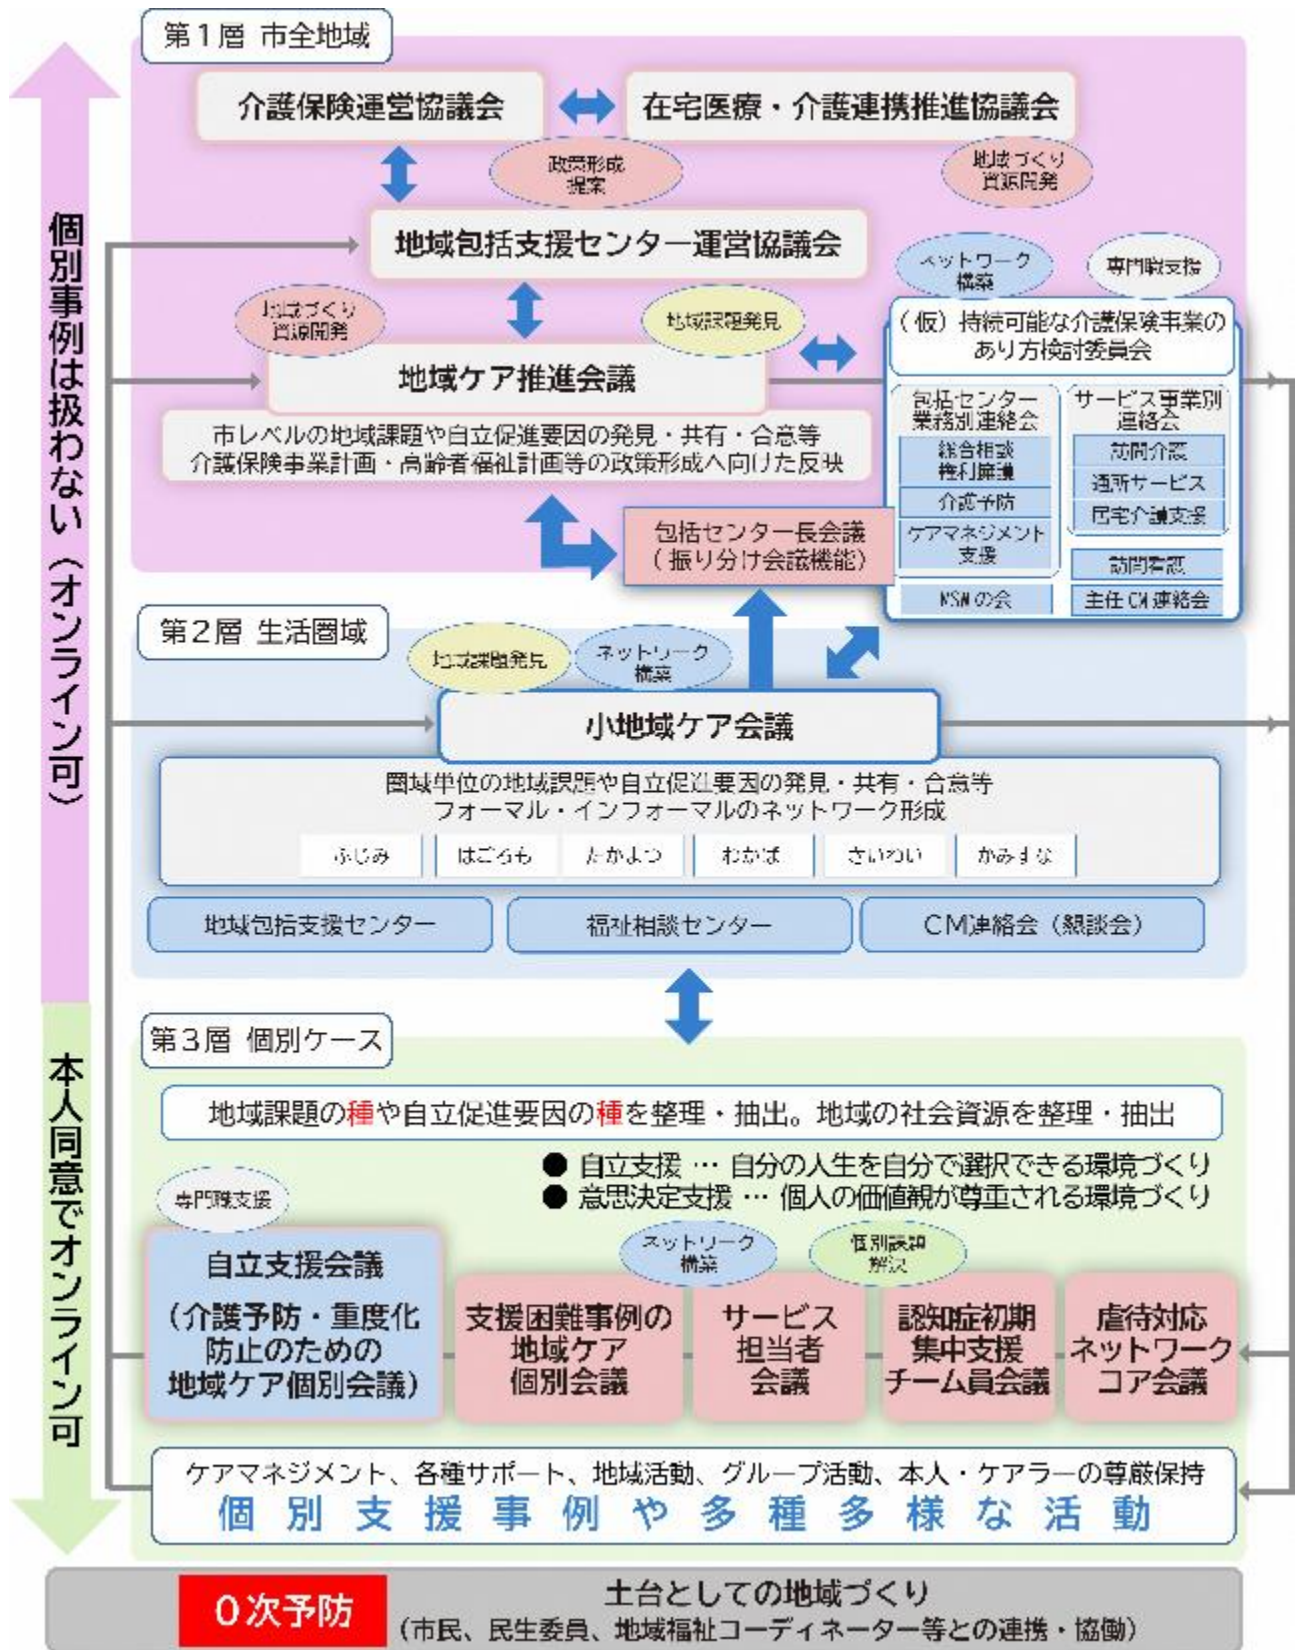 第１層 市全地域
介護保険運営協議会
在宅医療・介護連携推進協議会
政策形成
提案
地域づくり
資源開発
地域包括支援センター運営協議会
ネットワーク
構築
専門職支援
地域づくり
資源開発
地域課題発見
（仮）持続可能な介護保険事業の
あり方検討委員会
地域ケア推進会議
市レベルの地域課題や自立促進要因の発見・共有・合意等
介護保険事業計画・高齢者福祉計画等の政策形成へ向けた反映
包括センター
業務別連絡会
総合相談
権利擁護
介護予防
ケアマネジメント
支援
MSWの会
サービス事業別
連絡会
訪問介護
通所サービス
居宅介護支援
訪問看護
主任CM連絡会
包括センター長会議
（振り分け会議機能）
個別事例は扱わない（オンライン可）
第２層 生活圏域
地域課題発見
ネットワーク
構築
小地域ケア会議
圏域単位の地域課題や自立促進要因の発見・共有・合意等
フォーマル・インフォーマルのネットワーク形成
ふじみ
はごろも
たかまつ
わかば
さいわい
かみすな
地域包括支援センター
福祉相談センター
CM連絡会（懇談会）
本人同意でオンライン可
第３層 個別ケース
地域課題の種や自立促進要因の種を整理・抽出。地域の社会資源を整理・抽出
● 自立支援 … 自分の人生を自分で選択できる環境づくり
● 意思決定支援 … 個人の価値観が尊重される環境づくり
専門職支援
ネットワーク
構築
個別課題
解決
自立支援会議
（介護予防・重度化
防止のための
地域ケア個別会議）
支援困難事例の
地域ケア
個別会議
サービス
担当者
会議
認知症初期
集中支援
チーム員会議
虐待対応
ネットワーク
コア会議
ケアマネジメント、各種サポート、地域活動、グループ活動、本人・ケアラーの尊厳保持
個別支援事例や多種多様な活動
０次予防
土台としての地域づくり
（市民、民生委員、地域福祉コーディネーター等との連携・協働）